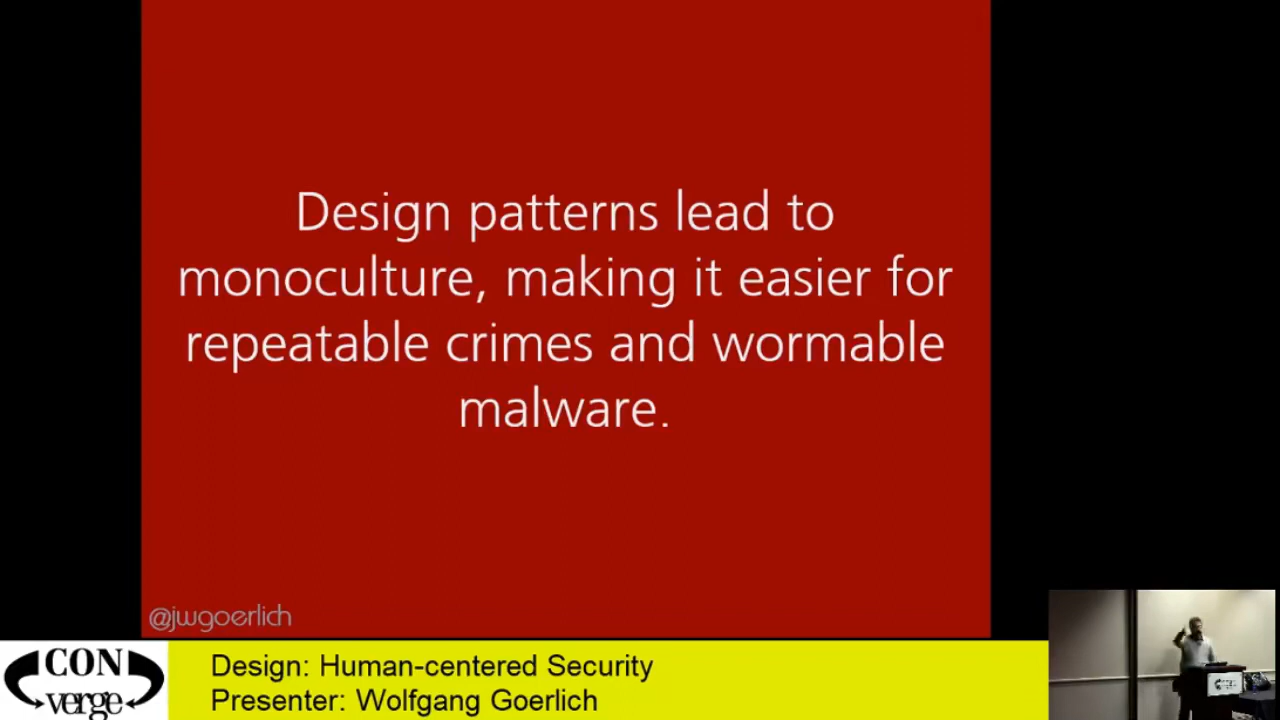 Design patterns lead to
monoculture, making it easier for
repeatable crimes and wormable
malware.
@jwgoerlich
CON
verge
Design: Human-centered Security
Presenter: Wolfgang Goerlich